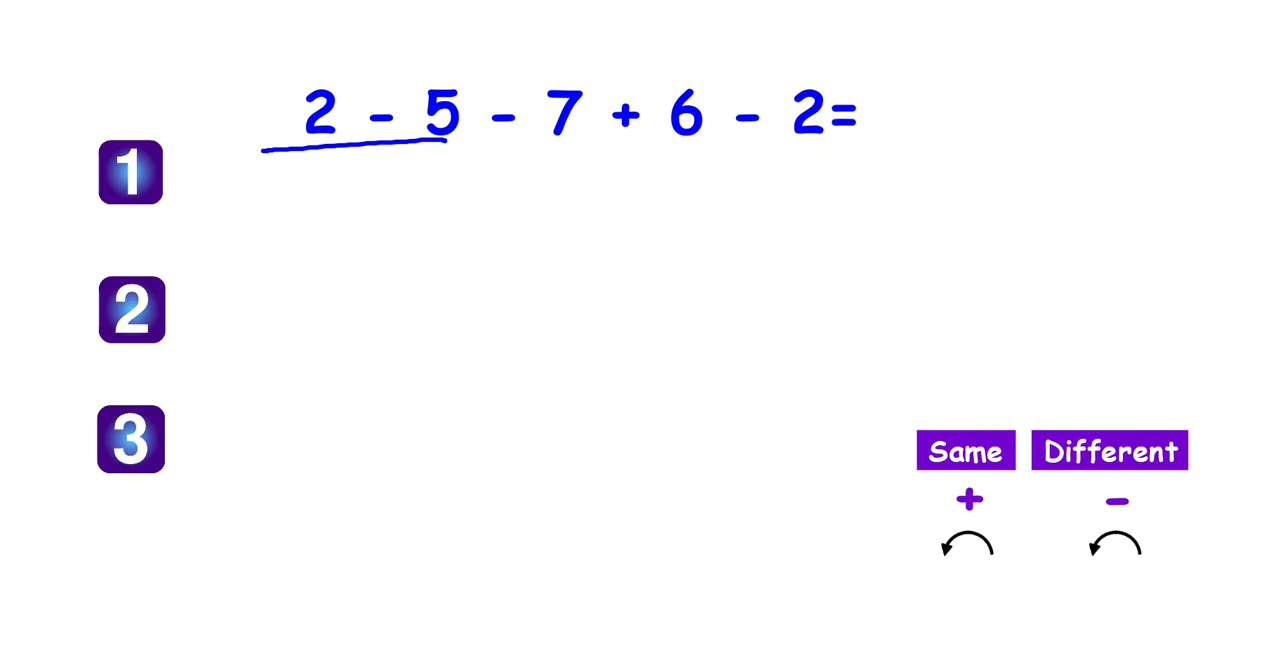 2 - 5 - 7 + 6 - 2=
1
2
3
Same Different
+ -